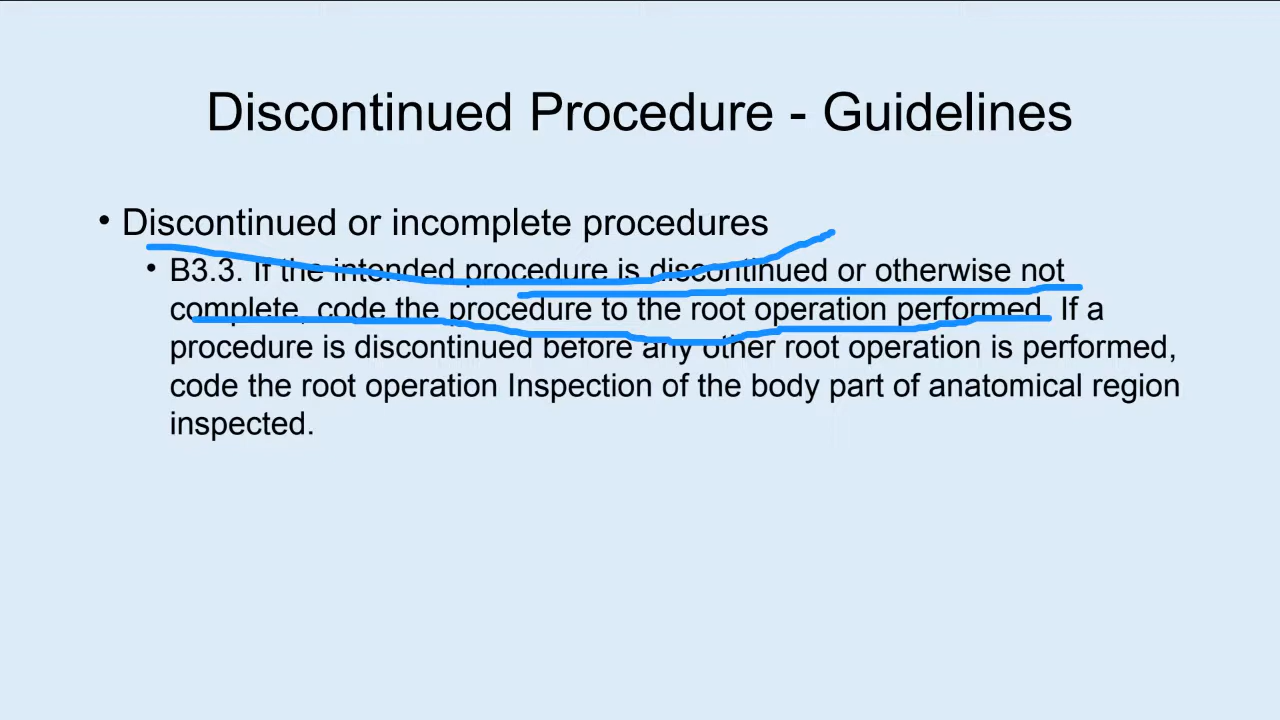 Discontinued Procedure - Guidelines
• Discontinued or incomplete procedures
• B3.3. If the intended procedure is discontinued or otherwise not
complete, code the procedure to the root operation performed. If a
procedure is discontinued before any other root operation is performed,
code the root operation Inspection of the body part of anatomical region
inspected.